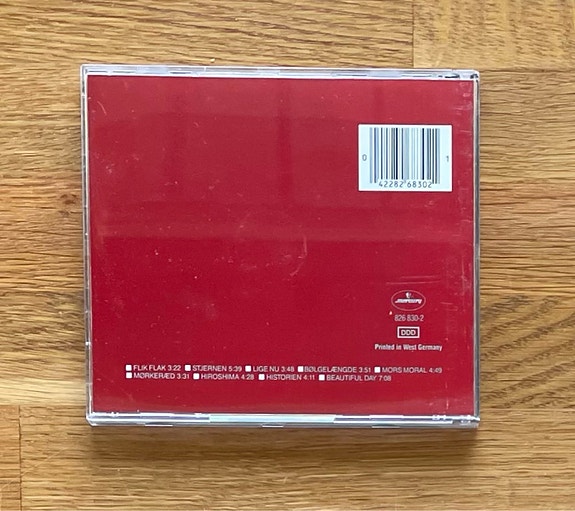 0 1
42282 68302
mercury
826 830-2
DDD
Printed in West Germany
FLIK FLAK 3:22 STJERNEN 5:39 LIGE NU 3:48 BØLGELÆNGDE 3:51 MORS MORAL 4:49
MØRKERÆD 3:31 HIROSHIMA 4:28 HISTORIEN 4:11 BEAUTIFUL DAY 7:08